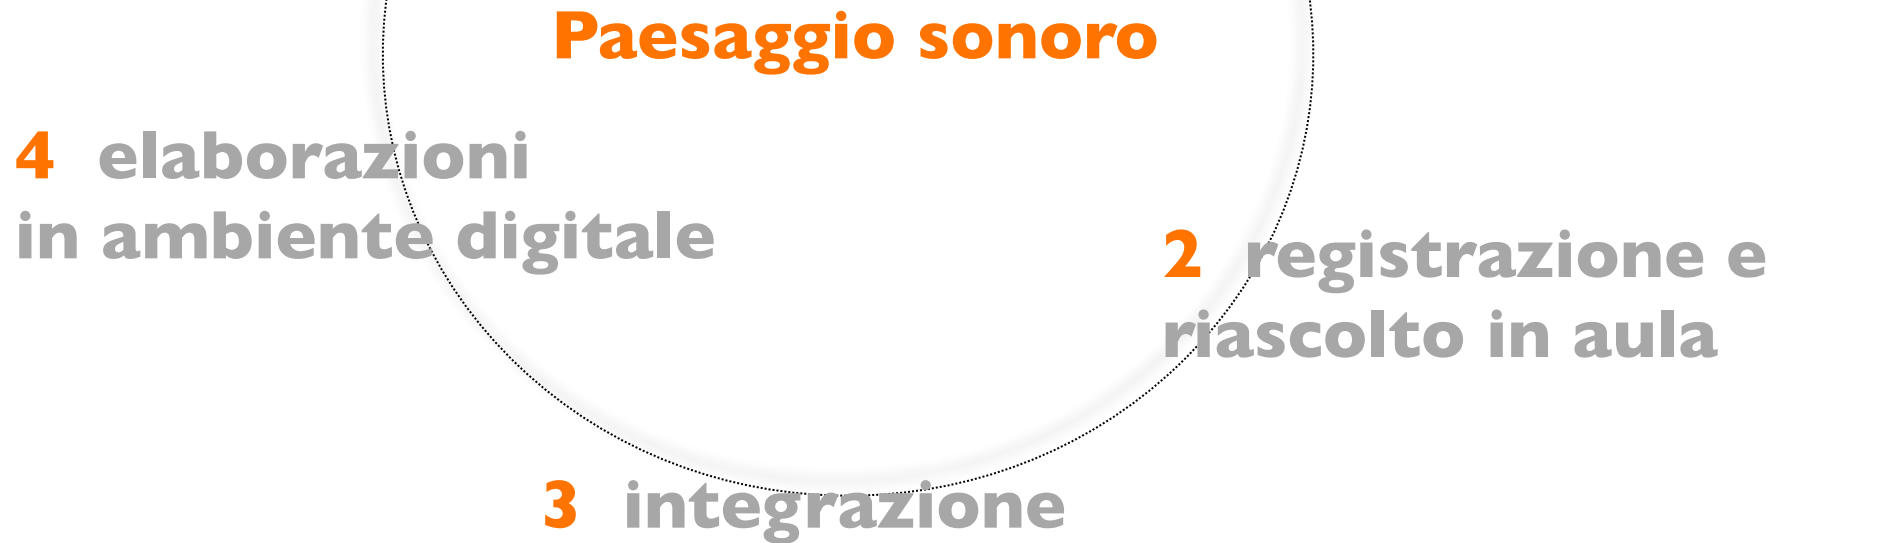 Paesaggio sonoro
4 elaborazioni
in ambiente digitale
2 registrazione e
riascolto in aula
3 integrazione